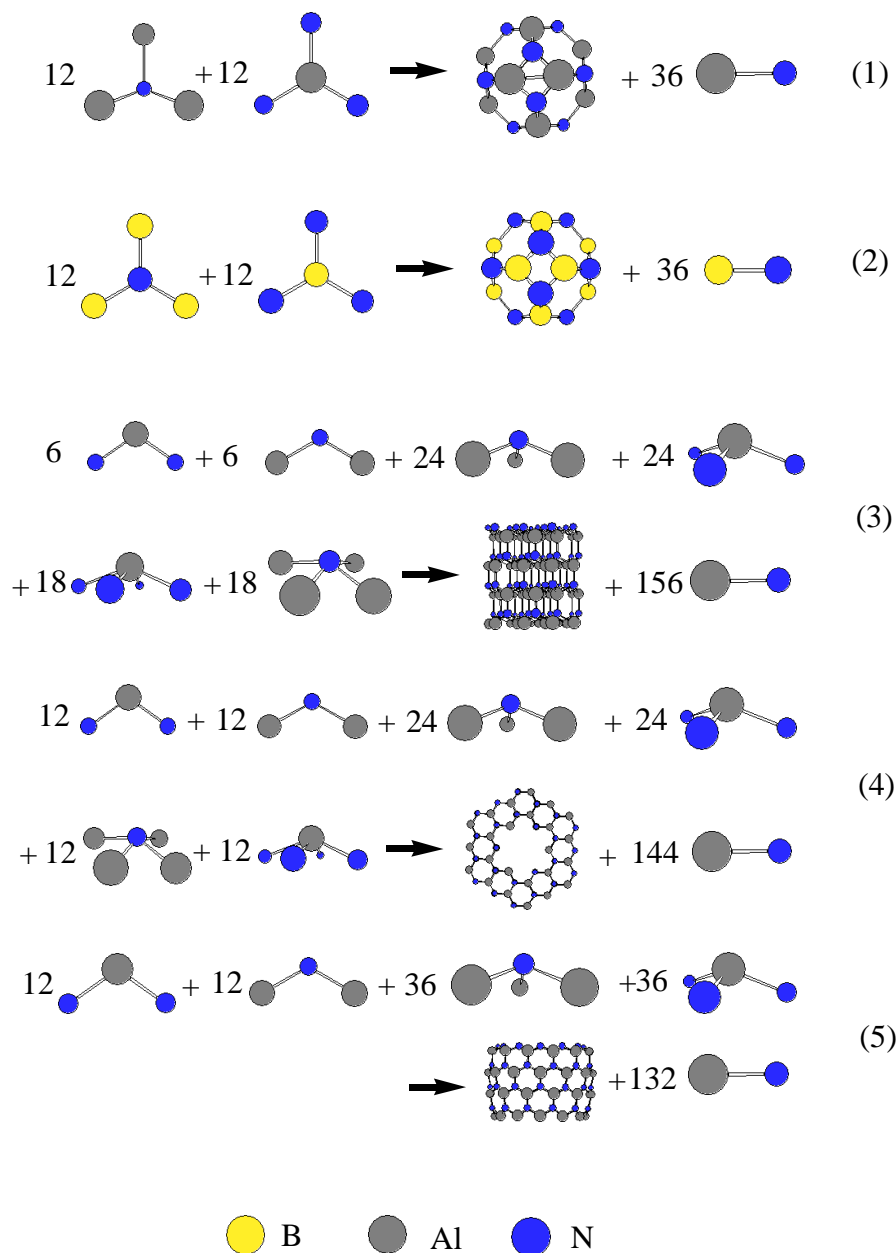 12 + 12 + 36 (1)
12 + 12 + 36 (2)
6 + 6 + 24 + 24
(3)
+ 18 + 18 + 156
12 + 12 + 24 + 24
(4)
+ 12 + 12 + 144
12 + 12 + 36 +36
(5)
+132
B Al N